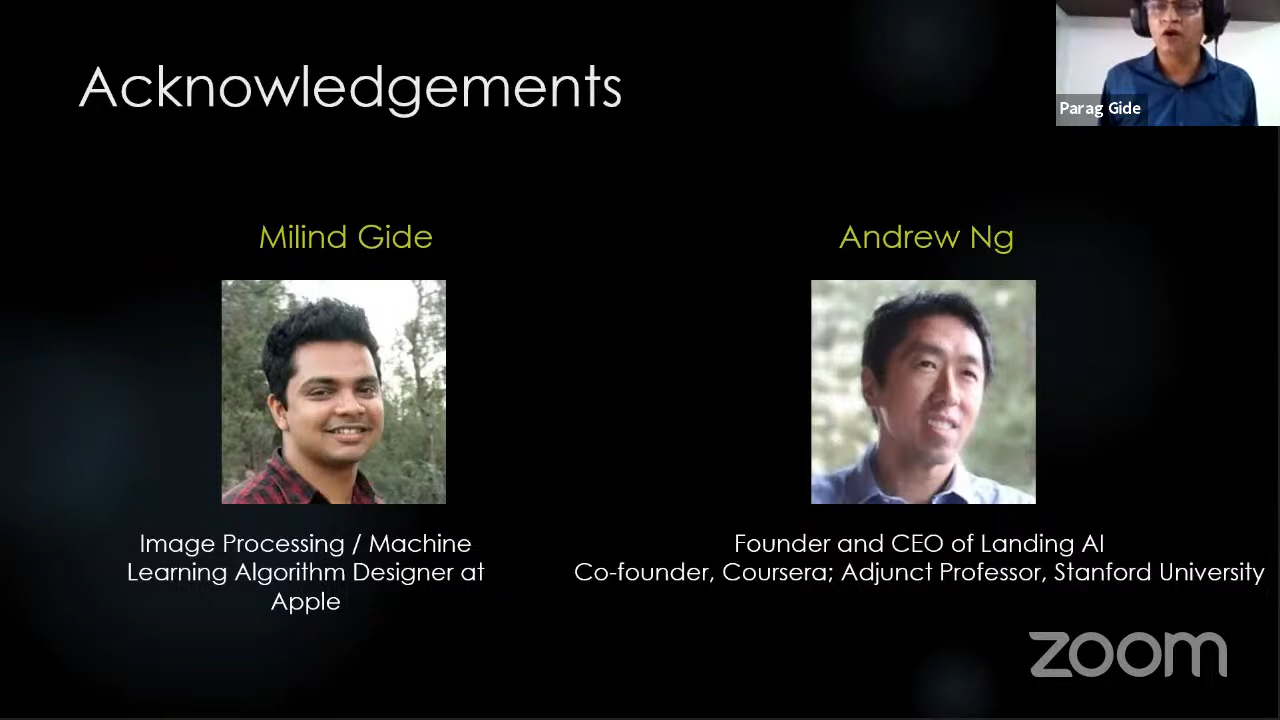 Acknowledgements
Parag Gide
Milind Gide
Andrew Ng
Image Processing / Machine
Learning Algorithm Designer at
Apple
Founder and CEO of Landing AI
Co-founder, Coursera; Adjunct Professor, Stanford University
zoom